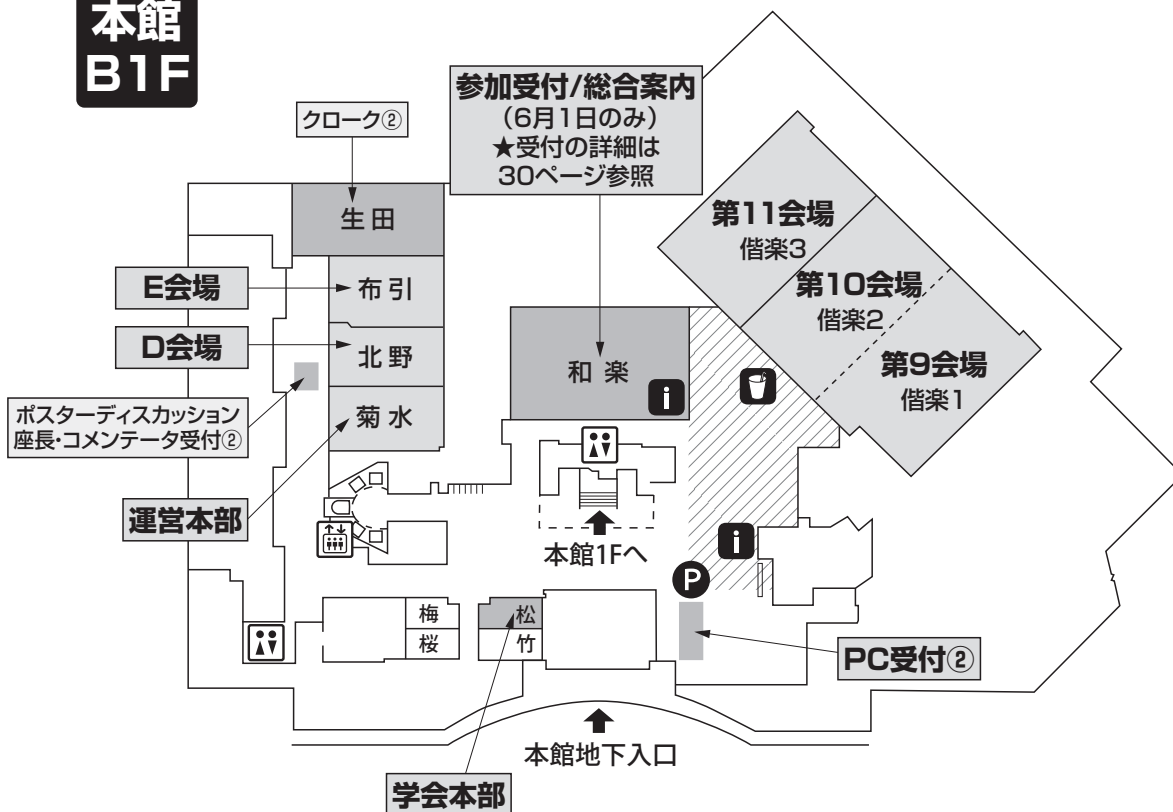 本館
B1F
参加受付/総合案内
(6月1日のみ)
★受付の詳細は
30ページ参照
クローク②
生田
第11会場
偕楽3
E会場
布引
第10会場
偕楽2
D会場
北野
和楽
i
第9会場
偕楽1
ポスターディスカッション
座長・コメンテータ受付②
菊水
運営本部
本館1Fへ
i
P
梅
桜
松
竹
PC受付②
本館地下入口
学会本部